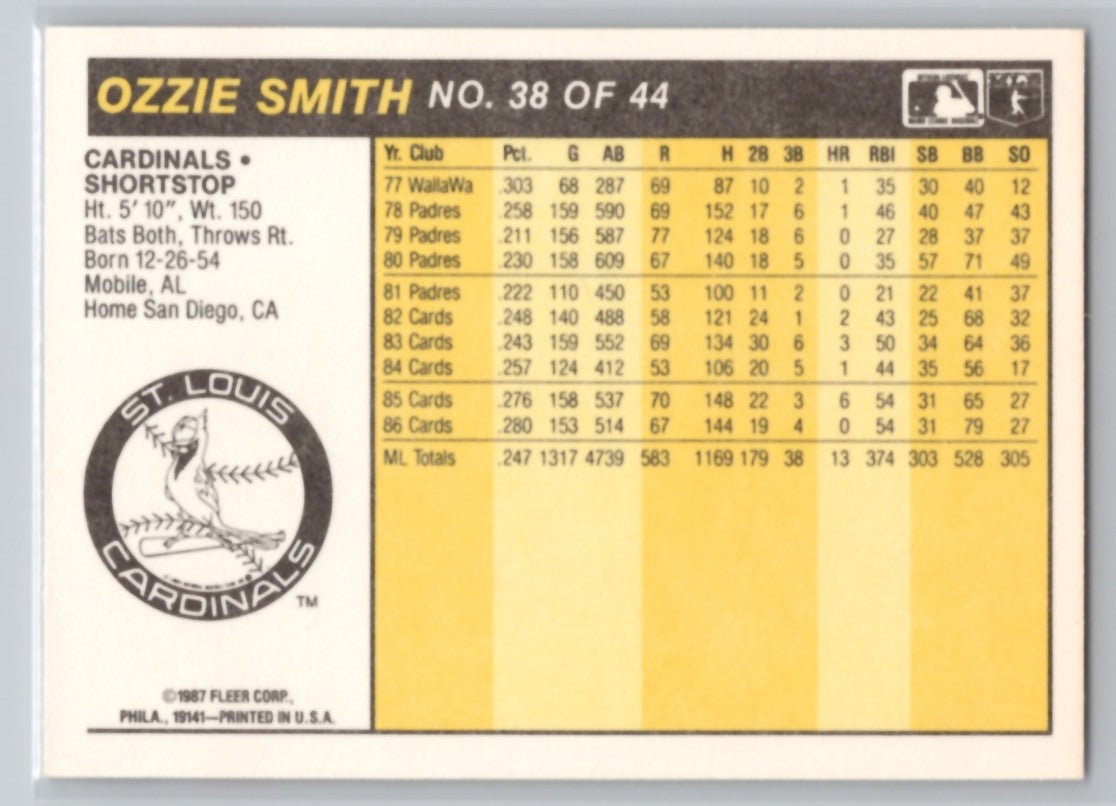 OZZIE SMITH NO. 38 OF 44
CARDINALS •
SHORTSTOP
Ht. 5' 10", Wt. 150
Bats Both, Throws Rt.
Born 12-26-54
Mobile, AL
Home San Diego, CA
ST. LOUIS
CARDINALS
TM
©1987 FLEER CORP.,
PHILA., 19141—PRINTED IN U.S.A.
Yr. Club Pct. G AB R H 2B 3B HR RBI SB BB SO
77 WallaWa .303 68 287 69 87 10 2 1 35 30 40 12
78 Padres .258 159 590 69 152 17 6 1 46 40 47 43
79 Padres .211 156 587 77 124 18 6 0 27 28 37 37
80 Padres .230 158 609 67 140 18 5 0 35 57 71 49
81 Padres .222 110 450 53 100 11 2 0 21 22 41 37
82 Cards .248 140 488 58 121 24 1 2 43 25 68 32
83 Cards .243 159 552 69 134 30 6 3 50 34 64 36
84 Cards .257 124 412 53 106 20 5 1 44 35 56 17
85 Cards .276 158 537 70 148 22 3 6 54 31 65 27
86 Cards .280 153 514 67 144 19 4 0 54 31 79 27
ML Totals .247 1317 4739 583 1169 179 38 13 374 303 528 305